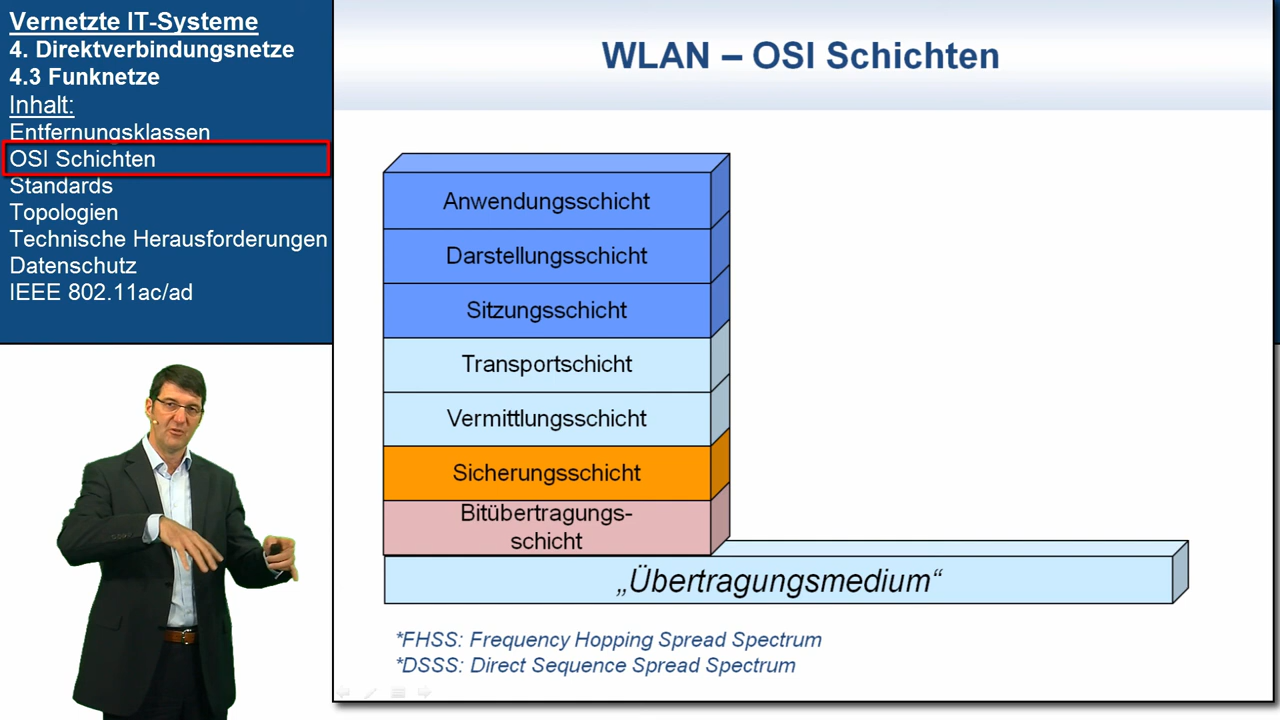 Vernetzte IT-Systeme
4. Direktverbindungsnetze
4.3 Funknetze
Inhalt:
Entfernungsklassen
OSI Schichten
Standards
Topologien
Technische Herausforderungen
Datenschutz
IEEE 802.11ac/ad
WLAN – OSI Schichten
Anwendungsschicht
Darstellungsschicht
Sitzungsschicht
Transportschicht
Vermittlungsschicht
Sicherungsschicht
Bitübertragungs-
schicht
„Übertragungsmedium“
*FHSS: Frequency Hopping Spread Spectrum
*DSSS: Direct Sequence Spread Spectrum